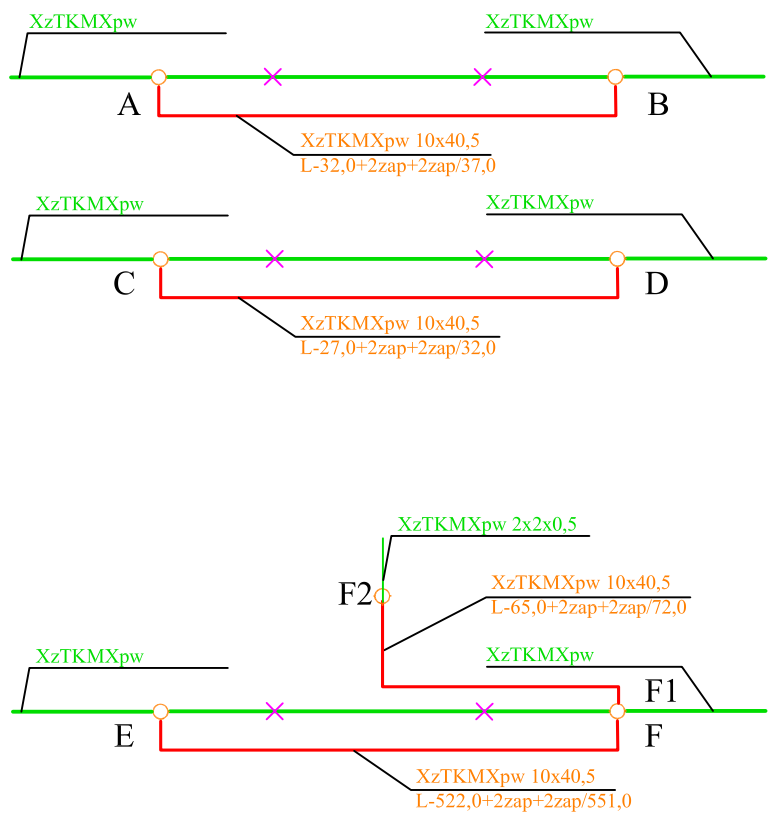 XzTKMXpw
XzTKMXpw
A
B
XzTKMXpw 10x40,5
L-32,0+2zap+2zap/37,0
XzTKMXpw
XzTKMXpw
C
D
XzTKMXpw 10x40,5
L-27,0+2zap+2zap/32,0
XzTKMXpw 2x2x0,5
F2
XzTKMXpw 10x40,5
L-65,0+2zap+2zap/72,0
XzTKMXpw
XzTKMXpw
F1
E
F
XzTKMXpw 10x40,5
L-522,0+2zap+2zap/551,0